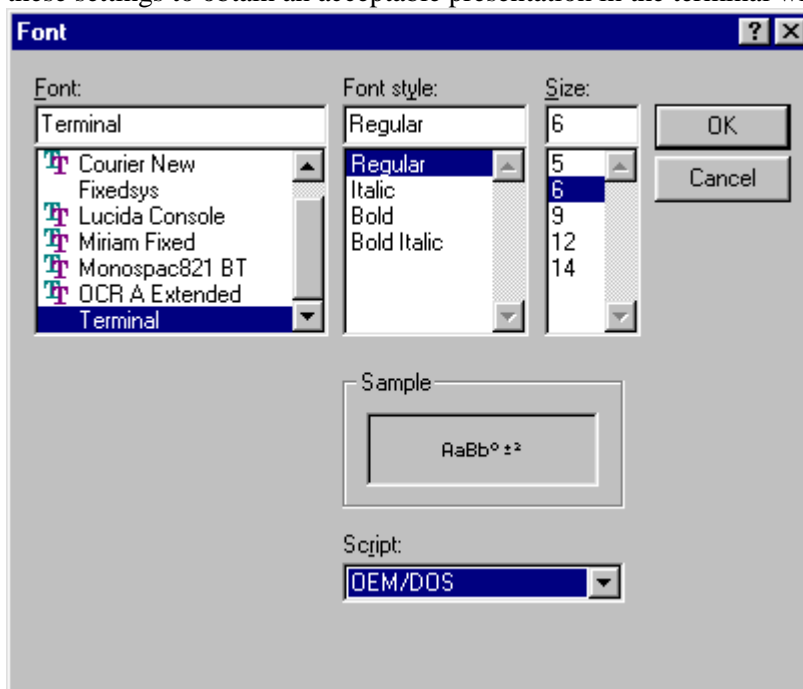 these settings to obtain an acceptable presentation in the terminal w
Font
Font:
Terminal
Courier New
Fixedsys
Lucida Console
Miriam Fixed
Monospac821 BT
OCR A Extended
Terminal
Font style:
Regular
Regular
Italic
Bold
Bold Italic
Size:
6
5
6
9
12
14
OK
Cancel
Sample
AaBbº±²
Script:
OEM/DOS